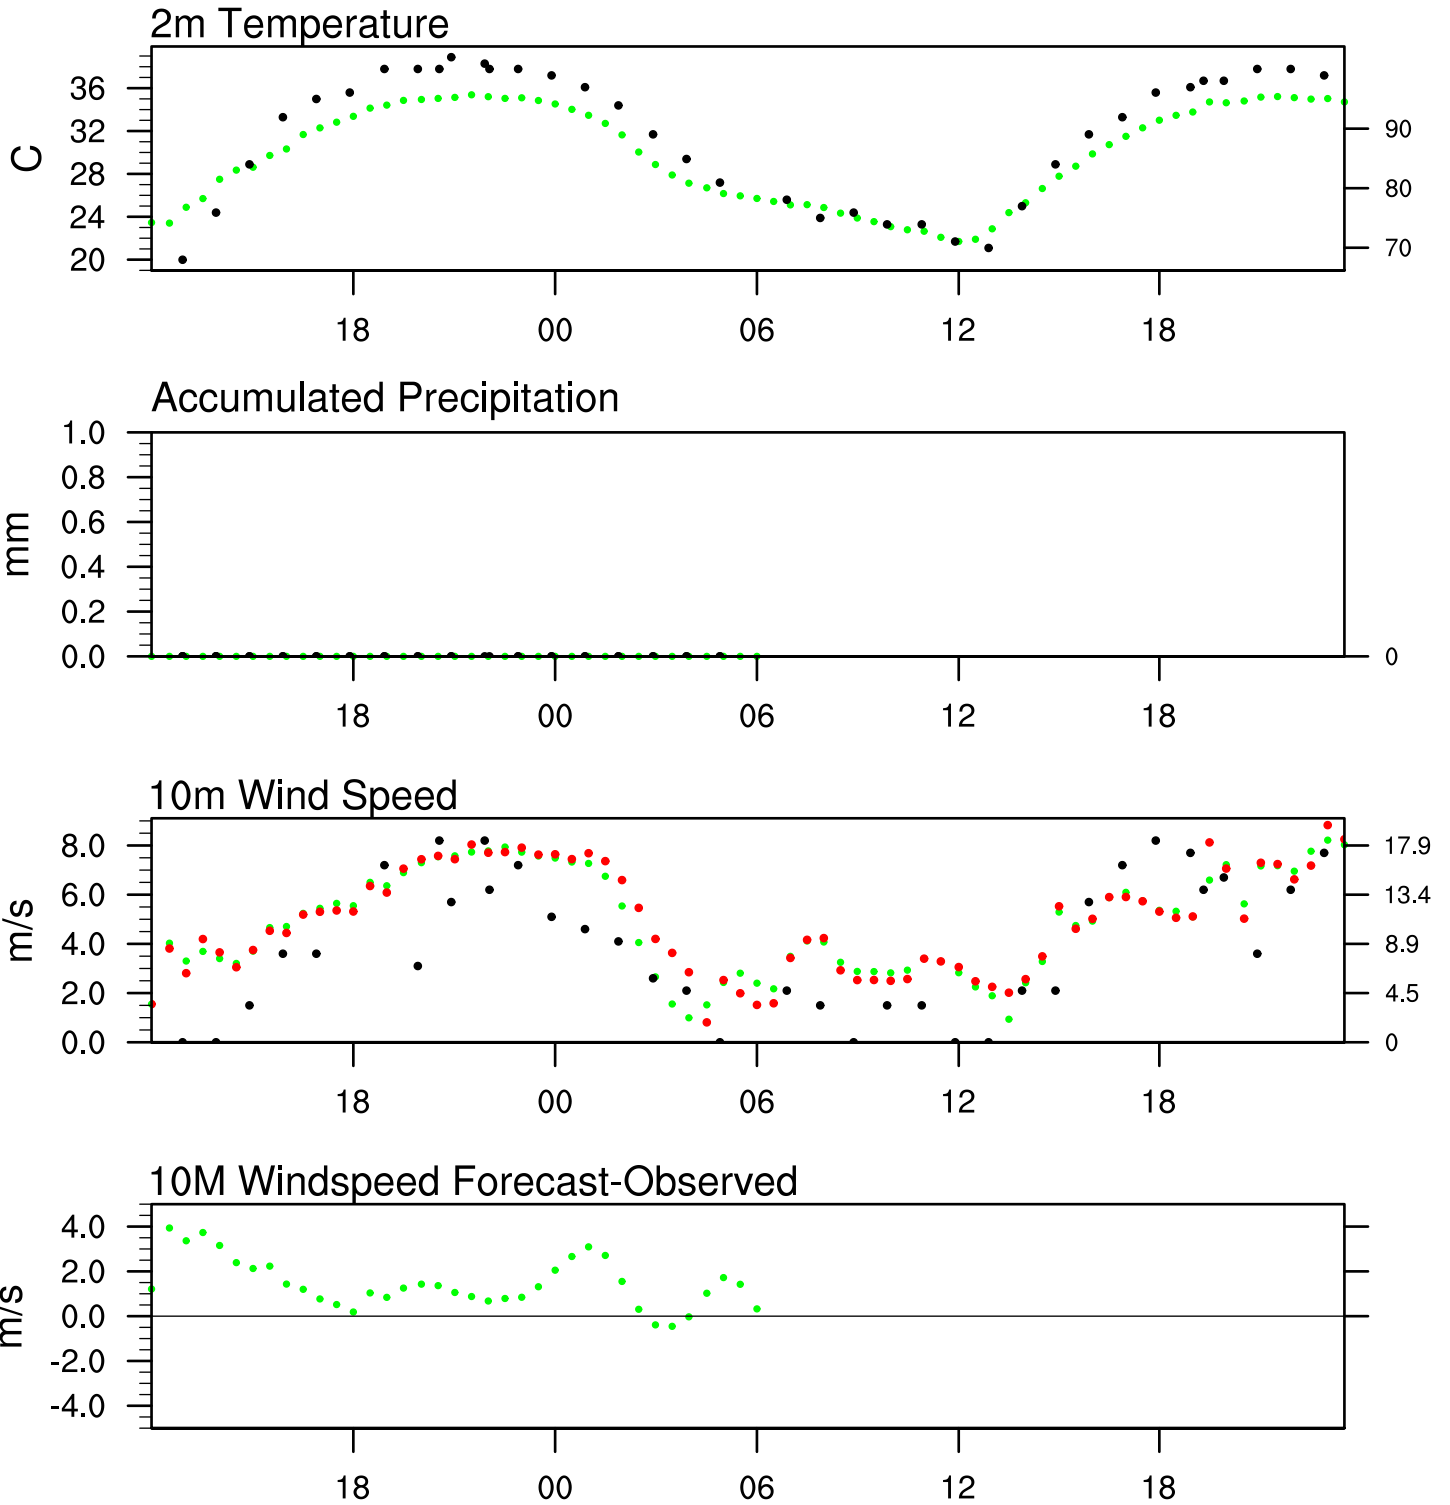 2m Temperature
C
36
32
28
24
20
90
80
70
18 00 06 12 18
Accumulated Precipitation
mm
1.0
0.8
0.6
0.4
0.2
0.0
0
18 00 06 12 18
10m Wind Speed
m/s
8.0
6.0
4.0
2.0
0.0
17.9
13.4
8.9
4.5
0
18 00 06 12 18
10M Windspeed Forecast-Observed
m/s
4.0
2.0
0.0
-2.0
-4.0
18 00 06 12 18